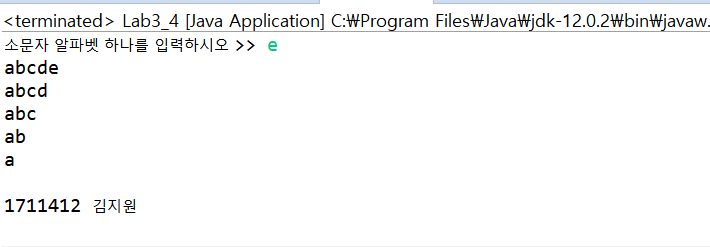 <terminated> Lab3_4 [Java Application] C:₩Program Files₩Java₩jdk-12.0.2₩bin₩javaw.
소문자 알파벳 하나를 입력하시오 >> e
abcde
abcd
abc
ab
a
1711412 김지원